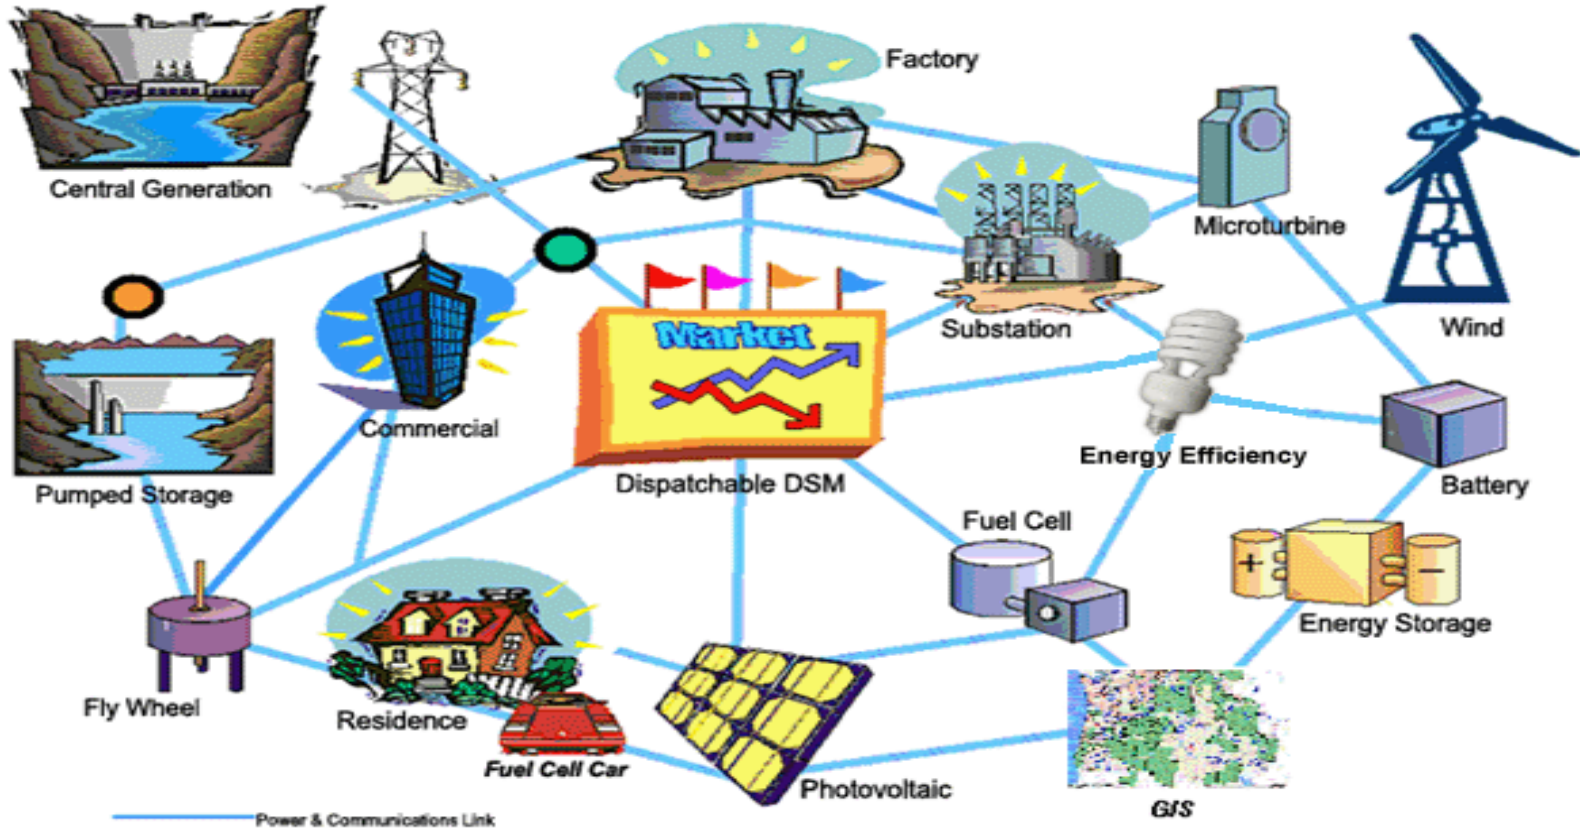 Factory
Central Generation
Microturbine
Substation
Wind
Market
Commercial
Energy Efficiency
Dispatchable DSM
Pumped Storage
Battery
Fuel Cell
+
–
Energy Storage
Fly Wheel
Residence
Fuel Cell Car
Photovoltaic
GIS
Power & Communications Link